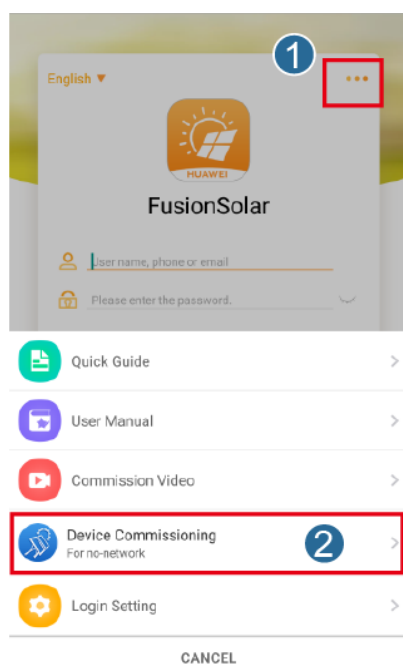 1
English ▼
HUAWEI
FusionSolar
User name, phone or email
Please enter the password.
Quick Guide
User Manual
Commission Video
Device Commissioning
For no-network
2
Login Setting
CANCEL